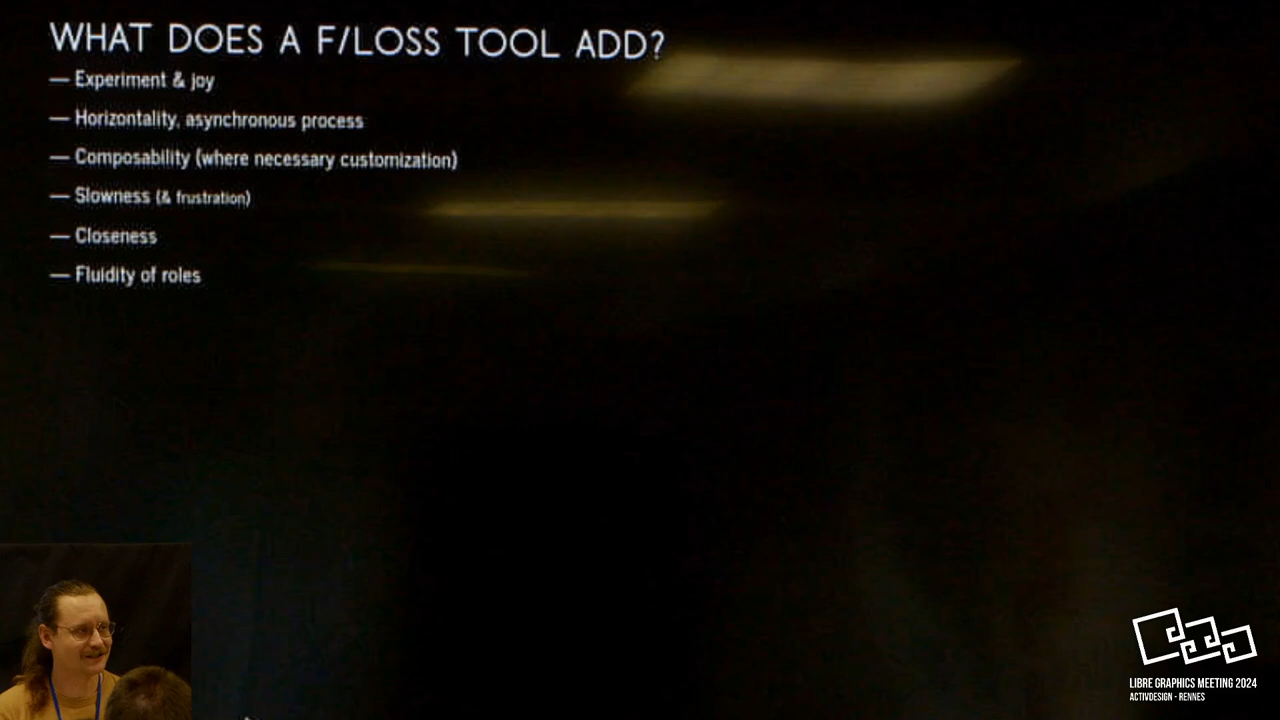 WHAT DOES A F/LOSS TOOL ADD?
— Experiment & joy
— Horizontality, asynchronous process
— Composability (where necessary customization)
— Slowness (& frustration)
— Closeness
— Fluidity of roles
LIBRE GRAPHICS MEETING 2024
ACTIVDESIGN - RENNES